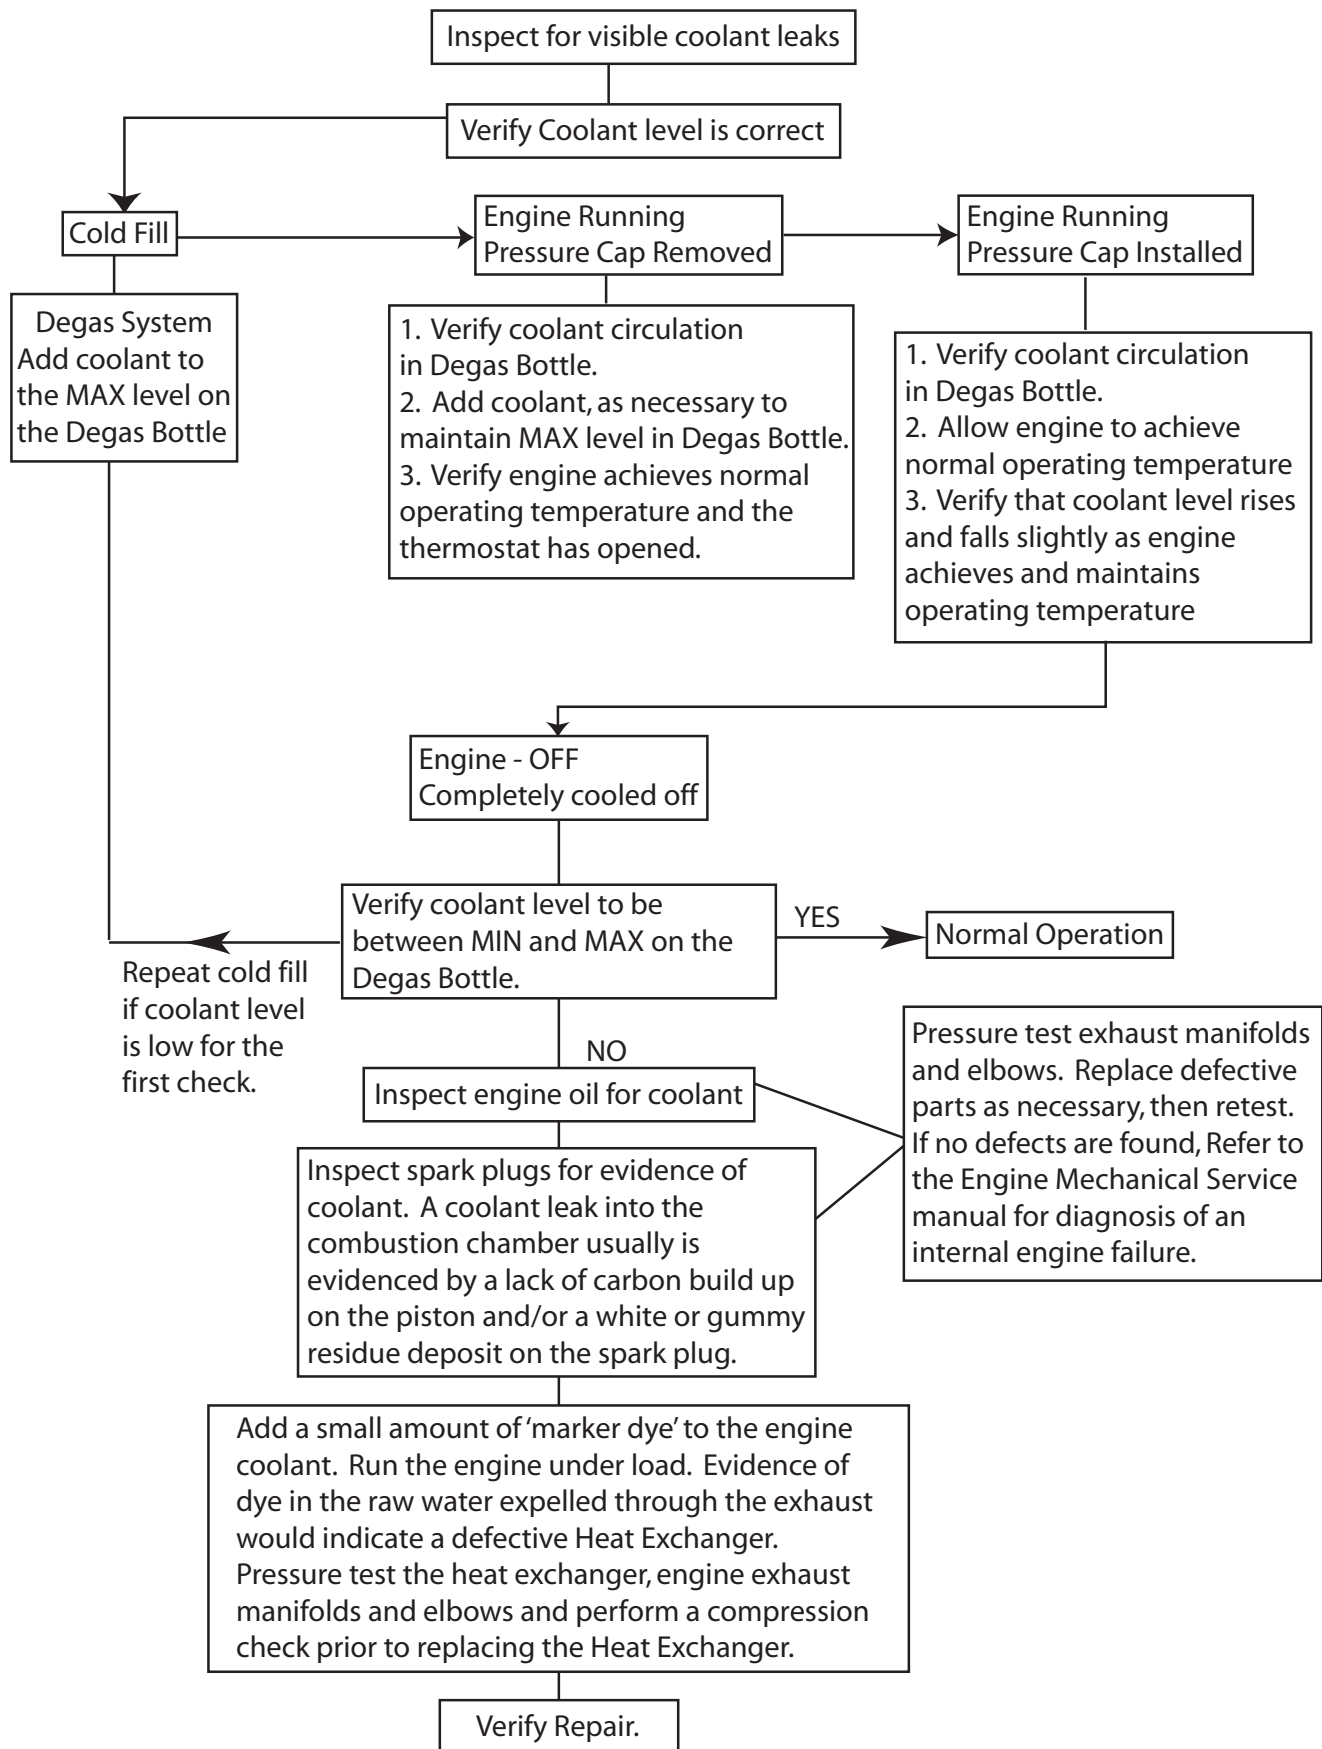 Inspect for visible coolant leaks
Verify Coolant level is correct
Cold Fill
Engine Running
Pressure Cap Removed
Engine Running
Pressure Cap Installed
Degas System
Add coolant to
the MAX level on
the Degas Bottle
1. Verify coolant circulation
in Degas Bottle.
2. Add coolant, as necessary to
maintain MAX level in Degas Bottle.
3. Verify engine achieves normal
operating temperature and the
thermostat has opened.
1. Verify coolant circulation
in Degas Bottle.
2. Allow engine to achieve
normal operating temperature
3. Verify that coolant level rises
and falls slightly as engine
achieves and maintains
operating temperature
Engine - OFF
Completely cooled off
Verify coolant level to be
between MIN and MAX on the
Degas Bottle.
YES
Normal Operation
Repeat cold fill
if coolant level
is low for the
first check.
NO
Inspect engine oil for coolant
Pressure test exhaust manifolds
and elbows. Replace defective
parts as necessary, then retest.
If no defects are found, Refer to
the Engine Mechanical Service
manual for diagnosis of an
internal engine failure.
Inspect spark plugs for evidence of
coolant. A coolant leak into the
combustion chamber usually is
evidenced by a lack of carbon build up
on the piston and/or a white or gummy
residue deposit on the spark plug.
Add a small amount of ‘marker dye’ to the engine
coolant. Run the engine under load. Evidence of
dye in the raw water expelled through the exhaust
would indicate a defective Heat Exchanger.
Pressure test the heat exchanger, engine exhaust
manifolds and elbows and perform a compression
check prior to replacing the Heat Exchanger.
Verify Repair.